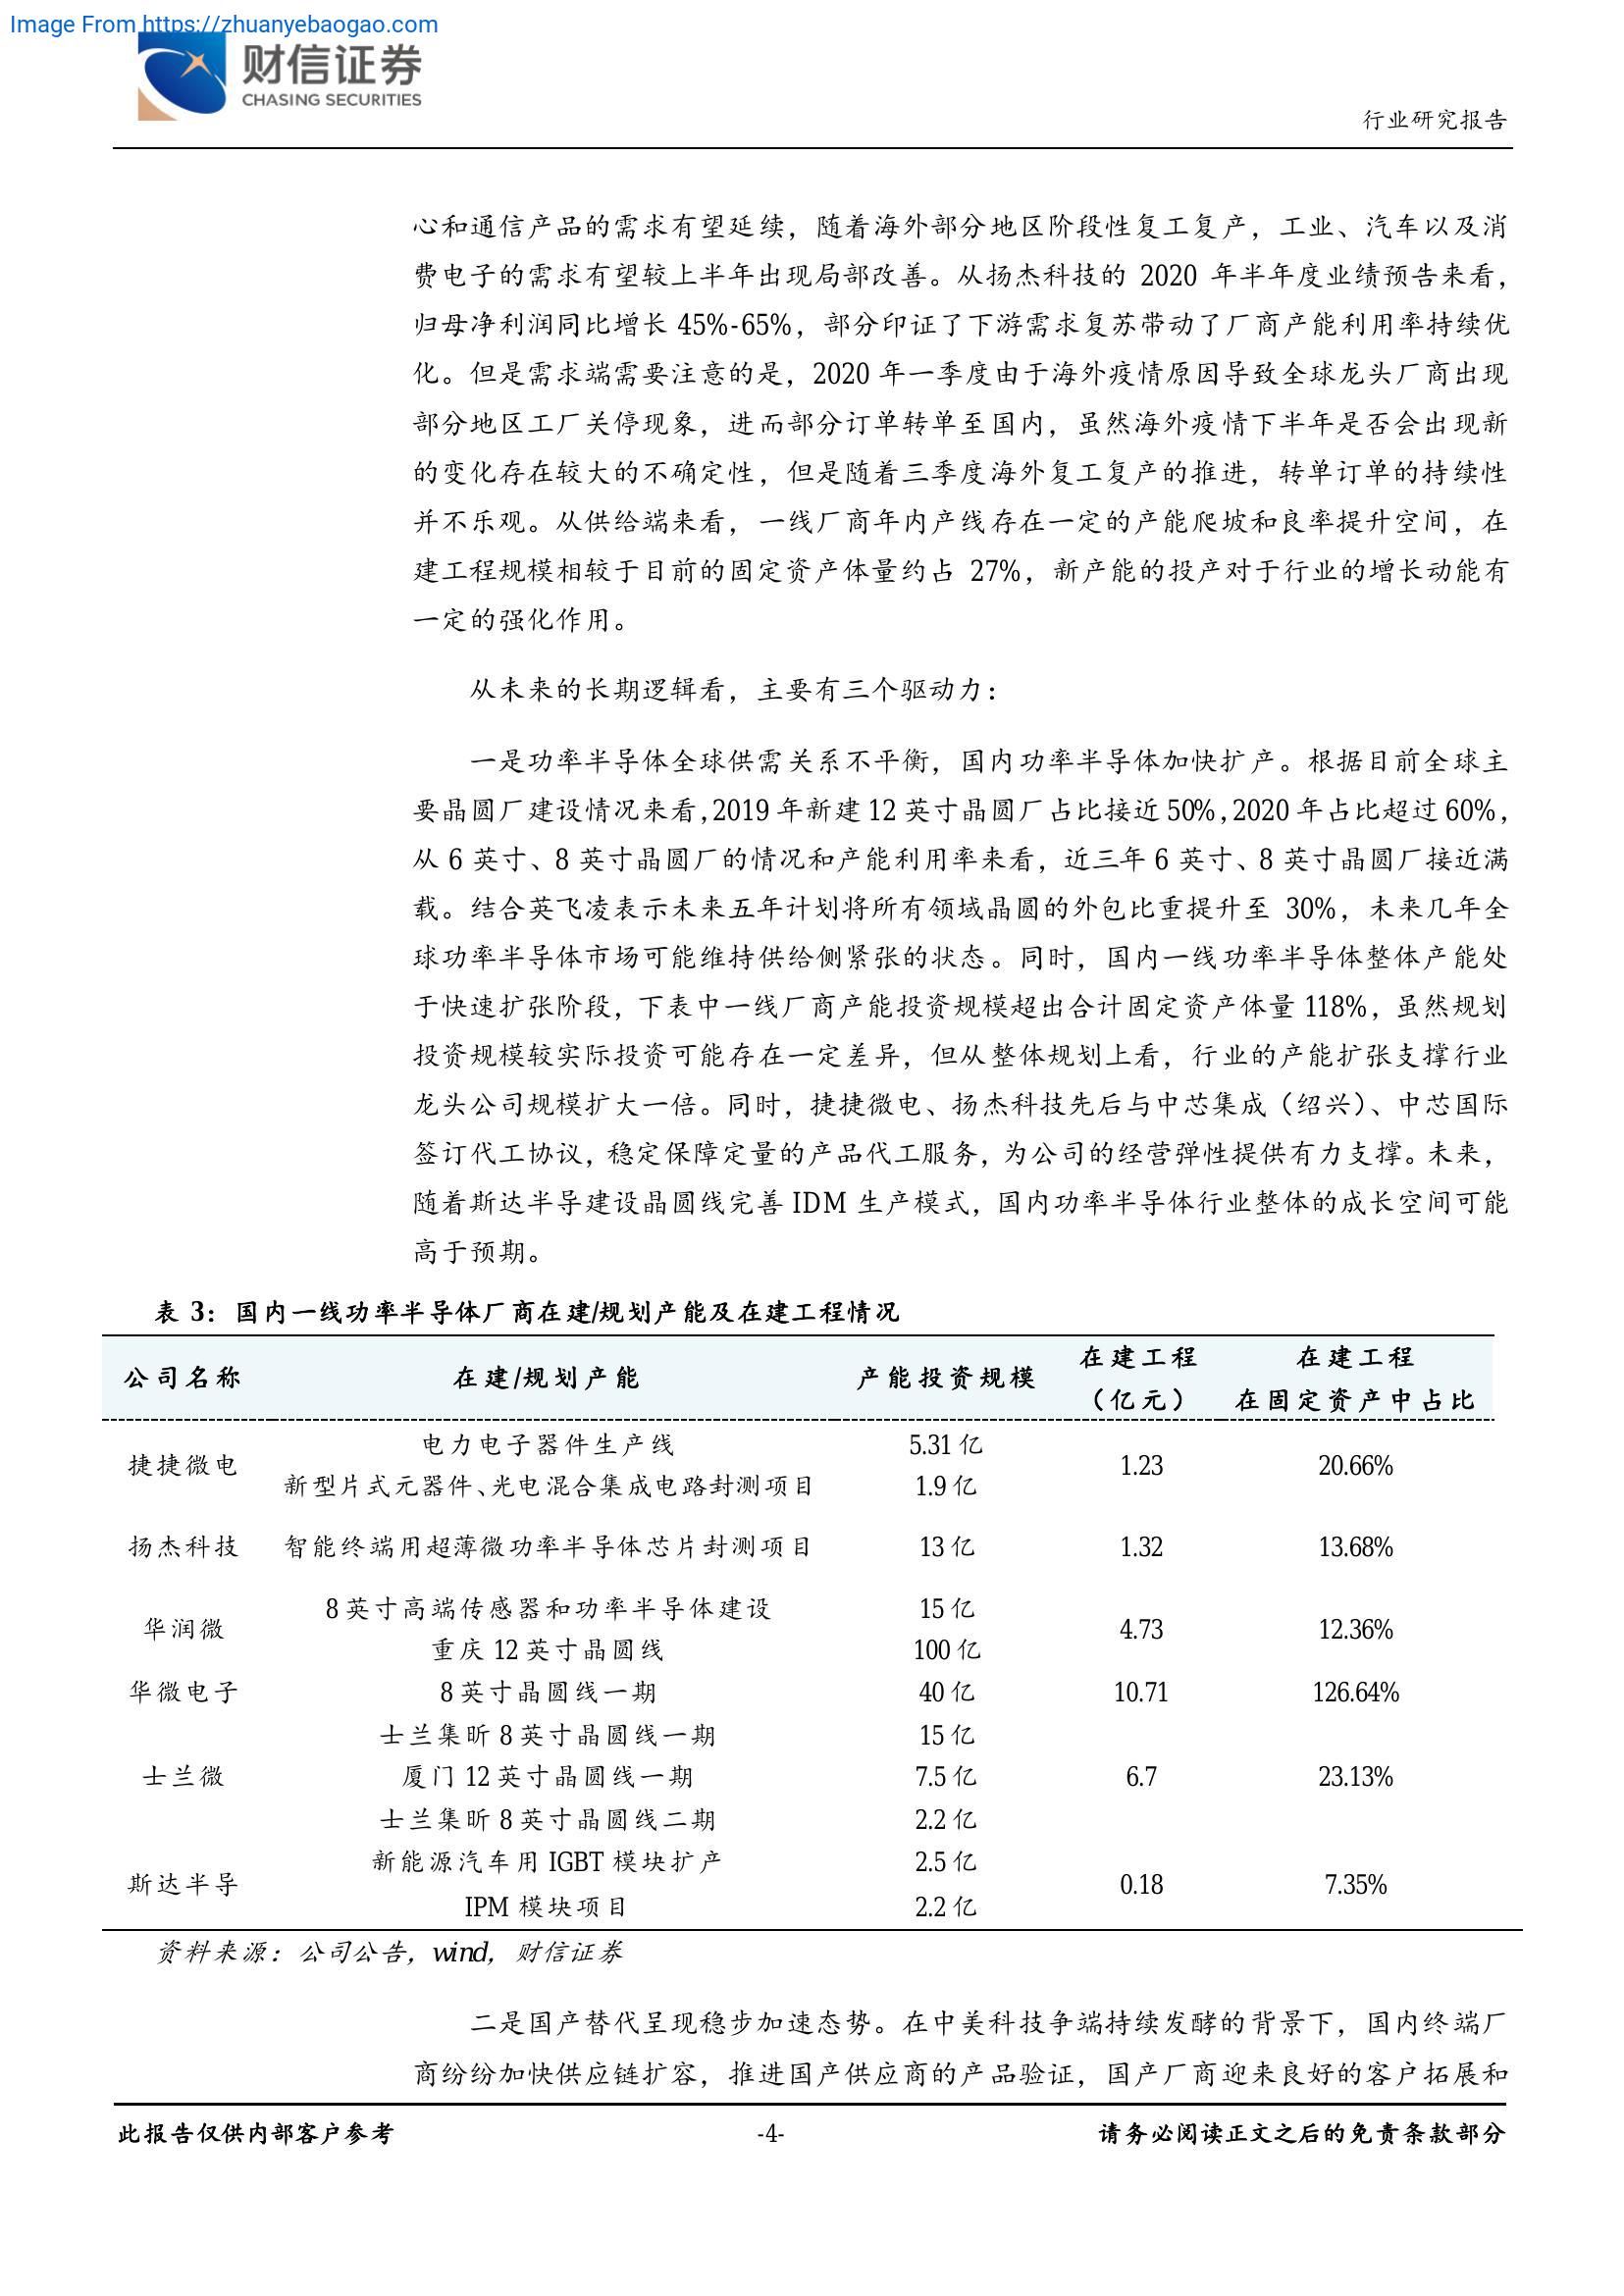 Image From https://zhuanyebaogao.com
财信证券
CHASING SECURITIES
行业研究报告
心和通信产品的需求有望延续，随着海外部分地区阶段性复工复产，工业、汽车以及消
费电子的需求有望较上半年出现局部改善。从扬杰科技的 2020 年半年度业绩预告来看，
归母净利润同比增长 45%-65%，部分印证了下游需求复苏带动了厂商产能利用率持续优
化。但是需求端需要注意的是，2020 年一季度由于海外疫情原因导致全球龙头厂商出现
部分地区工厂关停现象，进而部分订单转单至国内，虽然海外疫情下半年是否会出现新
的变化存在较大的不确定性，但是随着三季度海外复工复产的推进，转单订单的持续性
并不乐观。从供给端来看，一线厂商年内产线存在一定的产能爬坡和良率提升空间，在
建工程规模相较于目前的固定资产体量约占 27%，新产能的投产对于行业的增长动能有
一定的强化作用。
从未来的长期逻辑看，主要有三个驱动力：
一是功率半导体全球供需关系不平衡，国内功率半导体加快扩产。根据目前全球主
要晶圆厂建设情况来看，2019 年新建 12 英寸晶圆厂占比接近 50%，2020 年占比超过 60%，
从 6 英寸、8 英寸晶圆厂的情况和产能利用率来看，近三年 6 英寸、8 英寸晶圆厂接近满
载。结合英飞凌表示未来五年计划将所有领域晶圆的外包比重提升至 30%，未来几年全
球功率半导体市场可能维持供给侧紧张的状态。同时，国内一线功率半导体整体产能处
于快速扩张阶段，下表中一线厂商产能投资规模超出合计固定资产体量 118%，虽然规划
投资规模较实际投资可能存在一定差异，但从整体规划上看，行业的产能扩张支撑行业
龙头公司规模扩大一倍。同时，捷捷微电、扬杰科技先后与中芯集成（绍兴）、中芯国际
签订代工协议，稳定保障定量的产品代工服务，为公司的经营弹性提供有力支撑。未来，
随着斯达半导建设晶圆线完善 IDM 生产模式，国内功率半导体行业整体的成长空间可能
高于预期。
表 3：国内一线功率半导体厂商在建/规划产能及在建工程情况
公司名称 在建/规划产能 产能投资规模 在建工程（亿元） 在建工程在固定资产中占比
捷捷微电 电力电子器件生产线 5.31 亿 1.23 20.66%
新型片式元器件、光电混合集成电路封测项目 1.9 亿
扬杰科技 智能终端用超薄微功率半导体芯片封测项目 13 亿 1.32 13.68%
华润微 8 英寸高端传感器和功率半导体建设 15 亿 4.73 12.36%
重庆 12 英寸晶圆线 100 亿
华微电子 8 英寸晶圆线一期 40 亿 10.71 126.64%
士兰集昕 8 英寸晶圆线一期 15 亿
士兰微 厦门 12 英寸晶圆线一期 7.5 亿 6.7 23.13%
士兰集昕 8 英寸晶圆线二期 2.2 亿
斯达半导 新能源汽车用 IGBT 模块扩产 2.5 亿 0.18 7.35%
IPM 模块项目 2.2 亿
资料来源：公司公告，wind，财信证券
二是国产替代呈现稳步加速态势。在中美科技争端持续发酵的背景下，国内终端厂
商纷纷加快供应链扩容，推进国产供应商的产品验证，国产厂商迎来良好的客户拓展和
此报告仅供内部客户参考 -4- 请务必阅读正文之后的免责条款部分